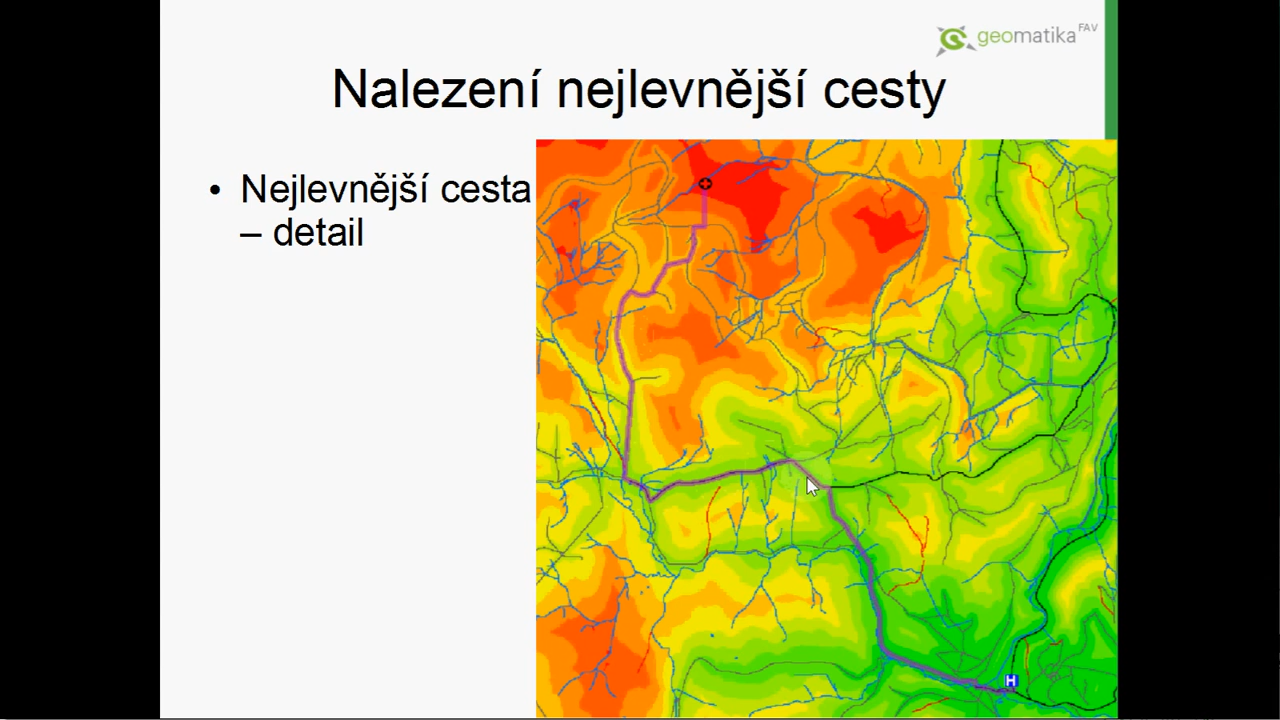 geomatika FAV
Nalezení nejlevnější cesty
• Nejlevnější cesta
– detail
H